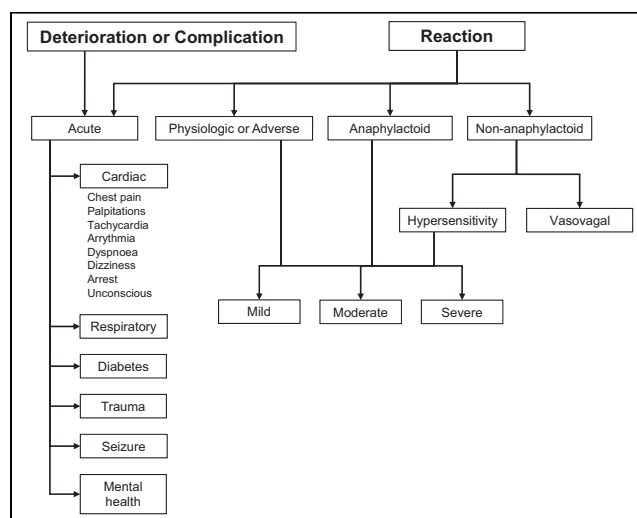 Deterioration or Complication
Reaction
Acute
Physiologic or Adverse
Anaphylactoid
Non-anaphylactoid
Cardiac
Chest pain
Palpitations
Tachycardia
Arrythmia
Dyspnoea
Dizziness
Arrest
Unconscious
Hypersensitivity
Vasovagal
Mild
Moderate
Severe
Respiratory
Diabetes
Trauma
Seizure
Mental
health